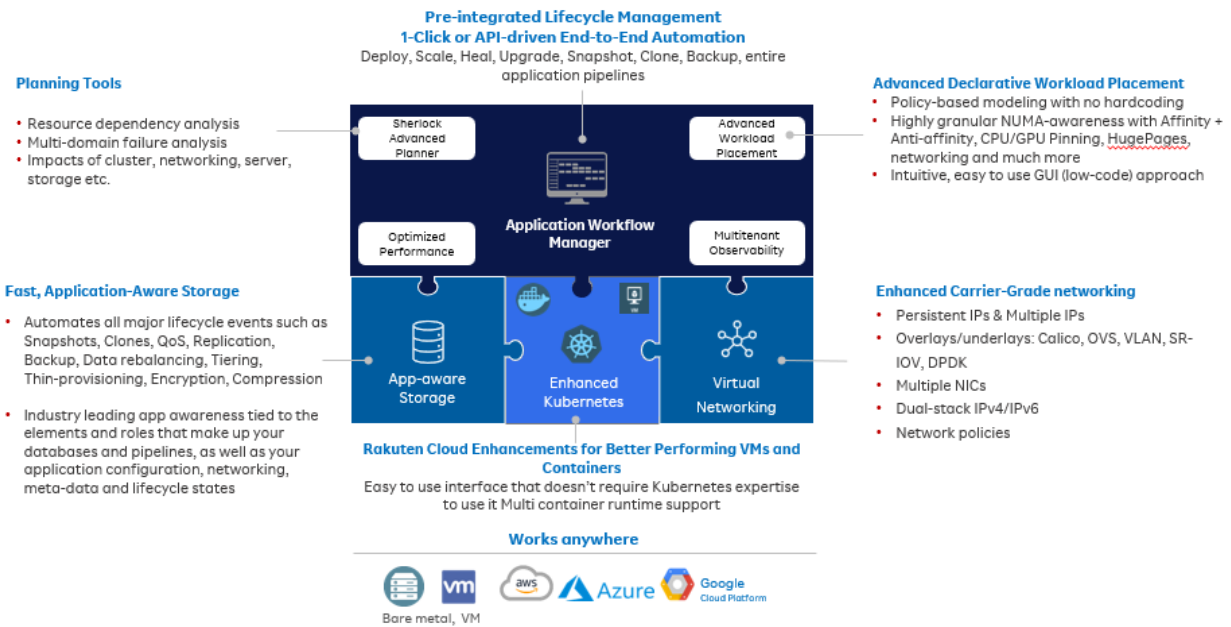 Pre-integrated Lifecycle Management
1-Click or API-driven End-to-End Automation
Deploy, Scale, Heal, Upgrade, Snapshot, Clone, Backup, entire
application pipelines
Planning Tools
• Resource dependency analysis
• Multi-domain failure analysis
• Impacts of cluster, networking, server,
storage etc.
Advanced Declarative Workload Placement
• Policy-based modeling with no hardcoding
• Highly granular NUMA-awareness with Affinity +
Anti-affinity, CPU/GPU Pinning, HugePages,
networking and much more
• Intuitive, easy to use GUI (low-code) approach
Sherlock
Advanced
Planner
Advanced
Workload
Placement
Application Workflow
Manager
Optimized
Performance
Multitenant
Observability
Fast, Application-Aware Storage
• Automates all major lifecycle events such as
Snapshots, Clones, QoS, Replication,
Backup, Data rebalancing, Tiering,
Thin-provisioning, Encryption, Compression
• Industry leading app awareness tied to the
elements and roles that make up your
databases and pipelines, as well as your
application configuration, networking,
meta-data and lifecycle states
VM
App-aware
Storage
Enhanced
Kubernetes
Virtual
Networking
Enhanced Carrier-Grade networking
• Persistent IPs & Multiple IPs
• Overlays/underlays: Calico, OVS, VLAN, SR-
IOV, DPDK
• Multiple NICs
• Dual-stack IPv4/IPv6
• Network policies
Rakuten Cloud Enhancements for Better Performing VMs and
Containers
Easy to use interface that doesn't require Kubernetes expertise
to use it Multi container runtime support
Works anywhere
vm
aws
Azure
Google
Cloud Platform
Bare metal, VM